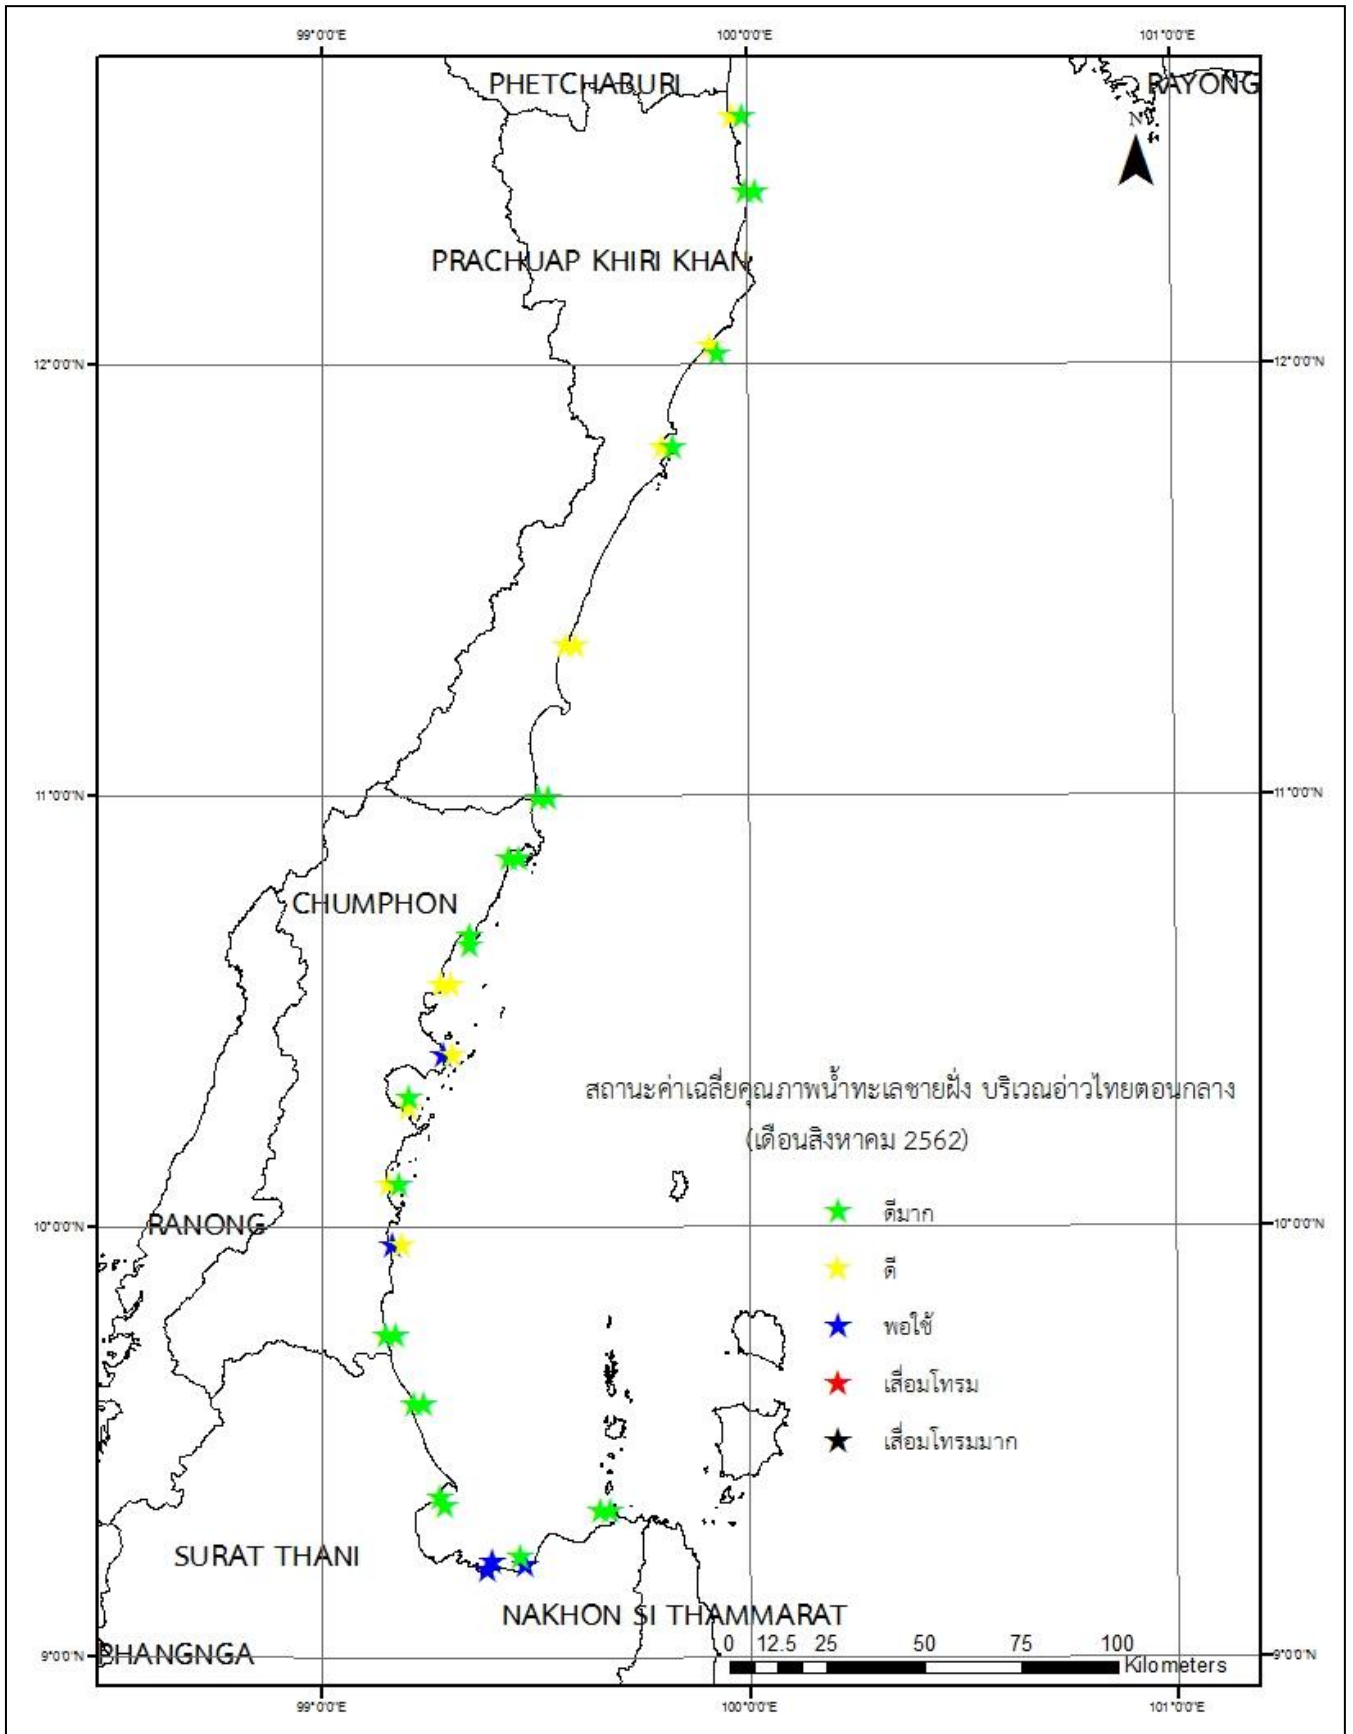 99°0'0"E 100°0'0"E 101°0'0"E
PHETCHABURI RAYONG
N
PRACHUAP KHIRI KHAN
12°0'0"N 12°0'0"N
11°0'0"N 11°0'0"N
CHUMPHON
สถานะค่าเฉลี่ยคุณภาพน้ำทะเลชายฝั่ง บริเวณอ่าวไทยตอนกลาง
(เดือนสิงหาคม 2562)
ดีมาก
RANONG
10°0'0"N 10°0'0"N
ดี
พอใช้
เสื่อมโทรม
เสื่อมโทรมมาก
SURAT THANI
NAKHON SI THAMMARAT
0 12.5 25 50 75 100
Kilometers
PHANGNGA
9°0'0"N 9°0'0"N
99°0'0"E 100°0'0"E 101°0'0"E